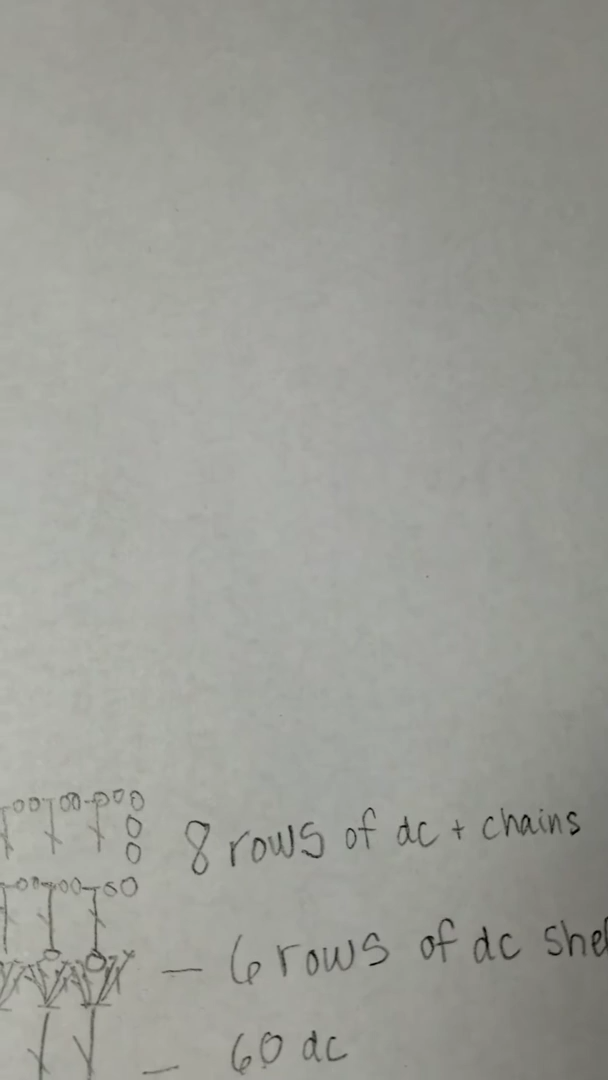 8 rows of dc + chains
— 6 rows of dc
— 60 dc